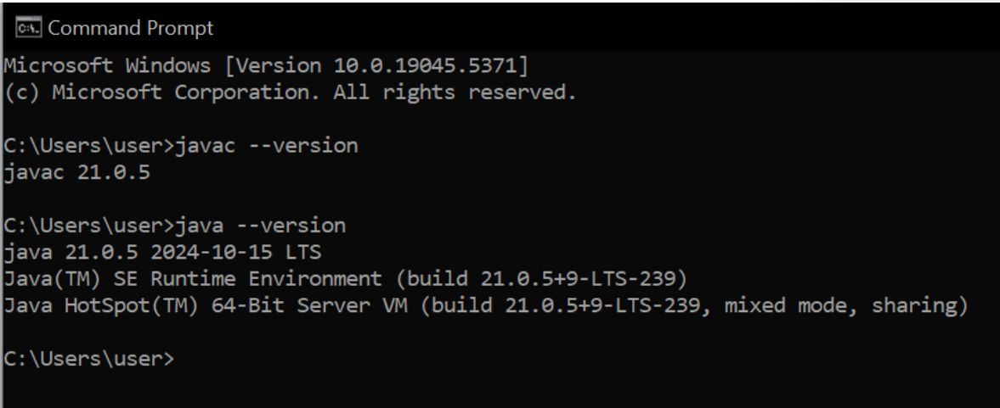 Command Prompt
Microsoft Windows [Version 10.0.19045.5371]
(c) Microsoft Corporation. All rights reserved.
C:\Users\user>javac --version
javac 21.0.5
C:\Users\user>java --version
java 21.0.5 2024-10-15 LTS
Java(TM) SE Runtime Environment (build 21.0.5+9-LTS-239)
Java HotSpot(TM) 64-Bit Server VM (build 21.0.5+9-LTS-239, mixed mode, sharing)
C:\Users\user>